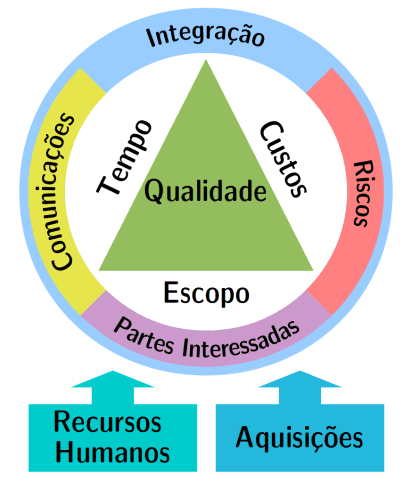 Integração
Comunicações
Tempo
Custos
Riscos
Qualidade
Escopo
Partes Interessadas
Recursos
Humanos
Aquisições